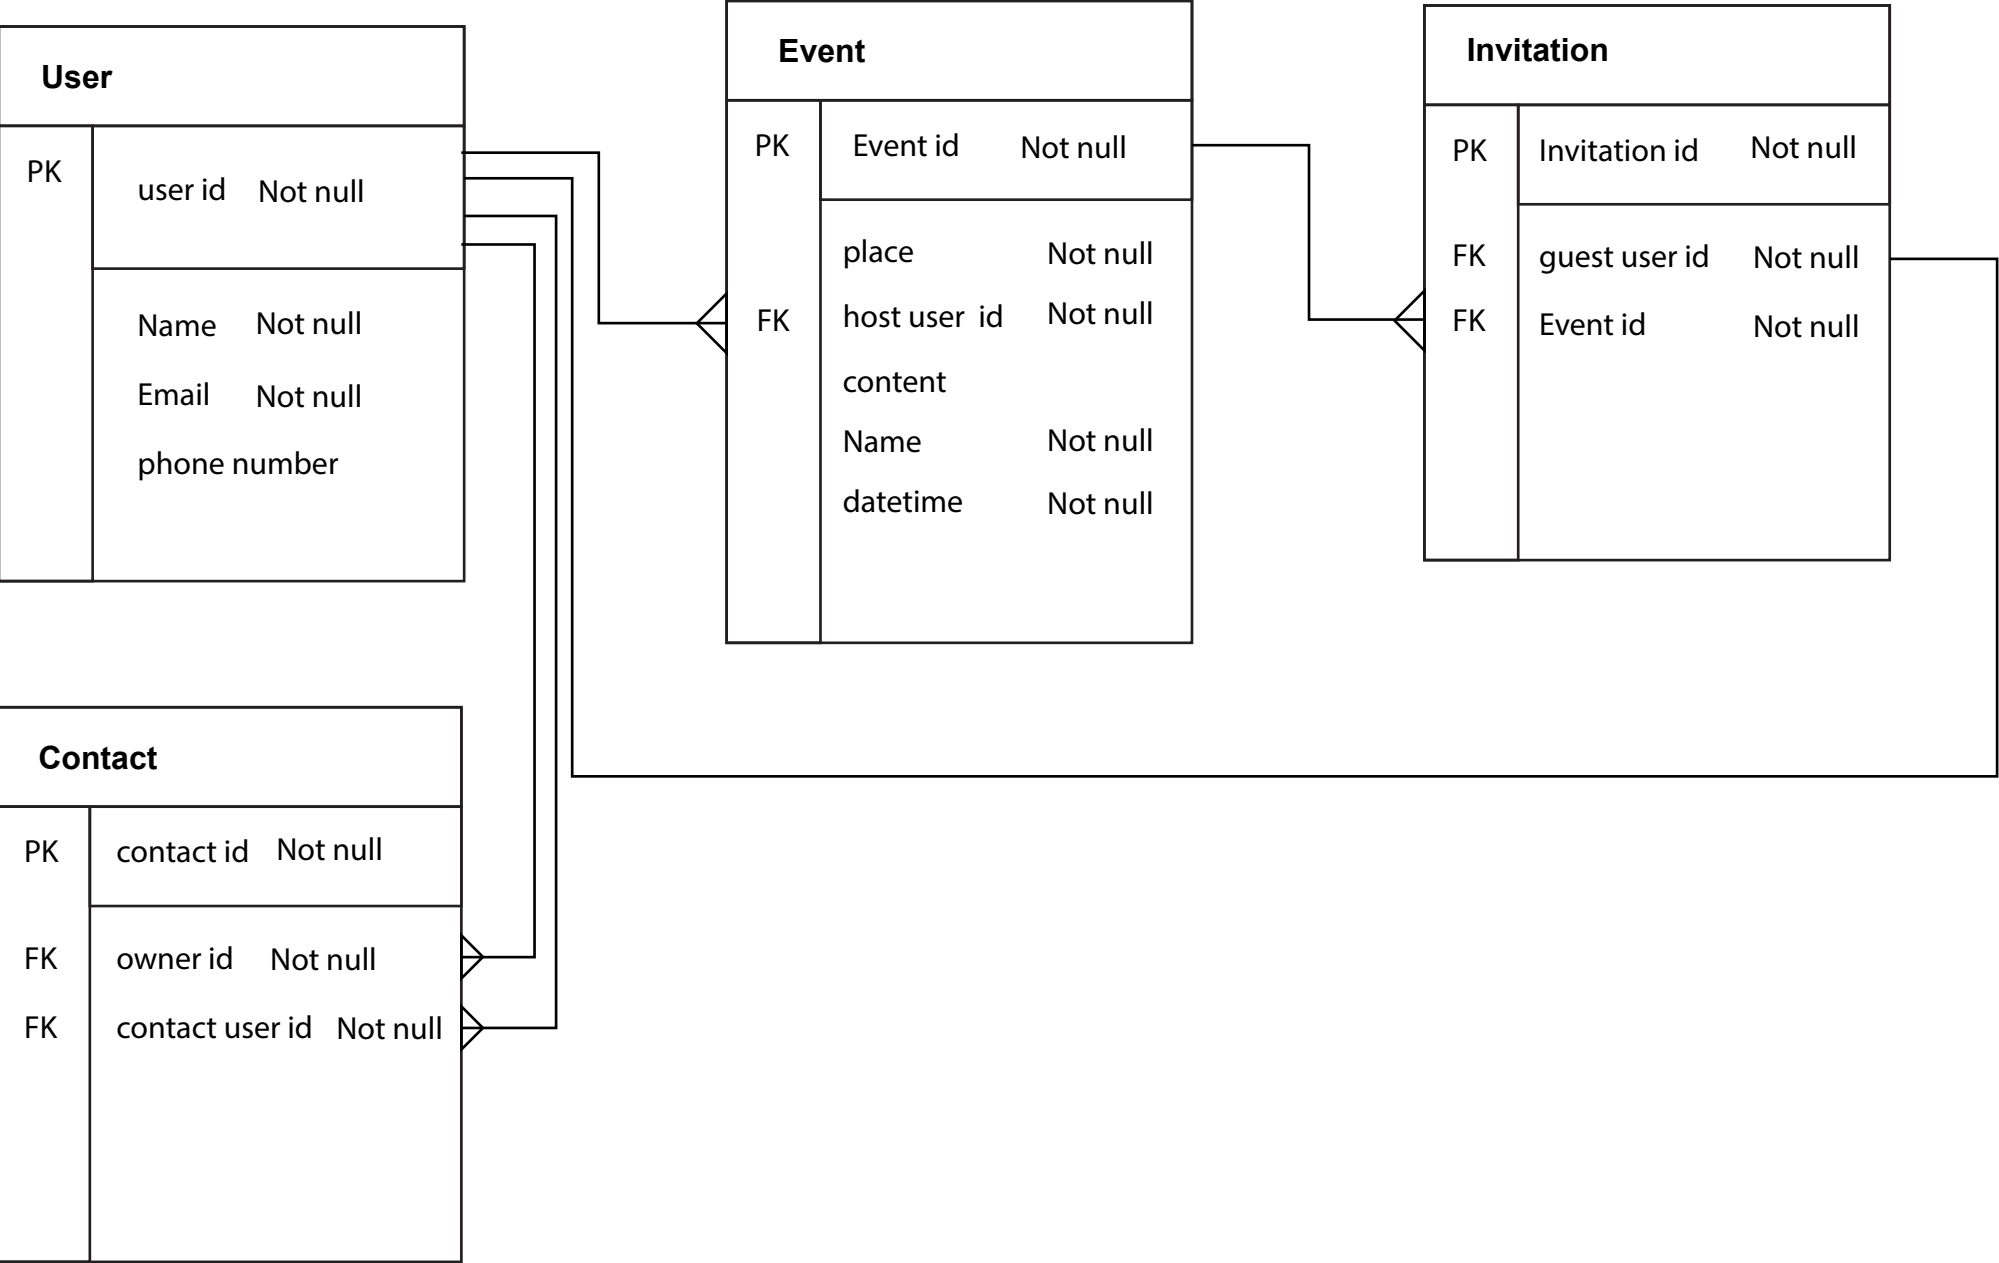 User
PK user id Not null
Name Not null
Email Not null
phone number
Event
PK Event id Not null
place Not null
FK host user id Not null
content
Name Not null
datetime Not null
Invitation
PK Invitation id Not null
FK guest user id Not null
FK Event id Not null
Contact
PK contact id Not null
FK owner id Not null
FK contact user id Not null